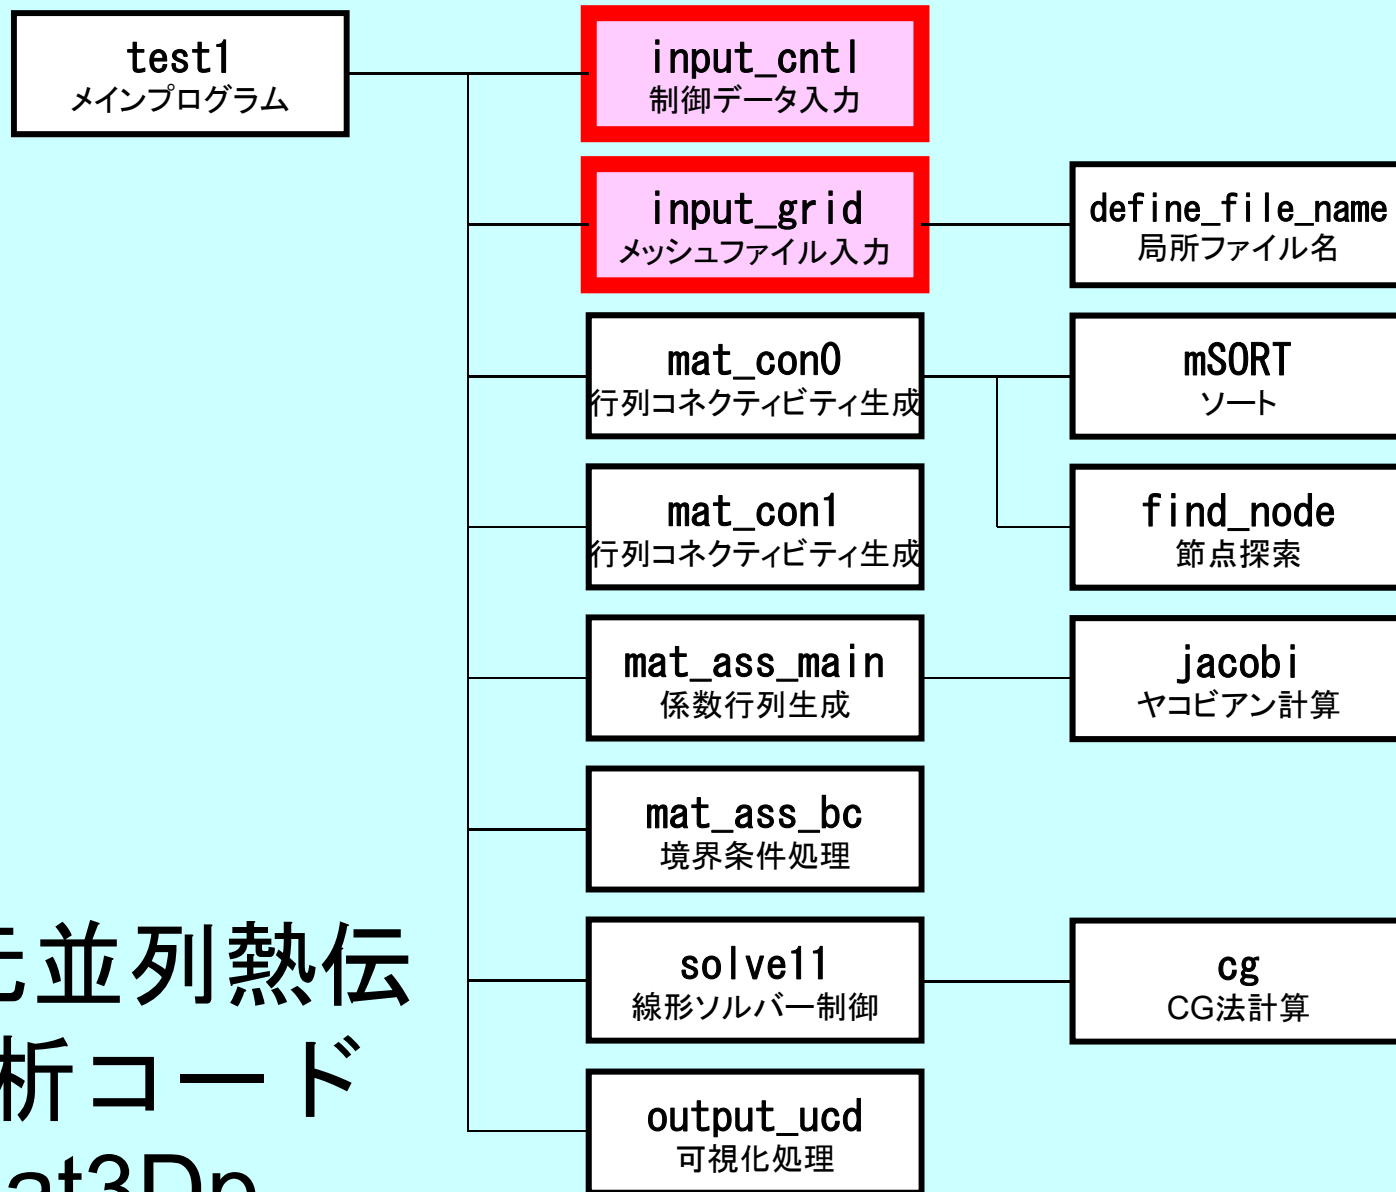 test1
メインプログラム
input_cntl
制御データ入力
input_grid
メッシュファイル入力
define_file_name
局所ファイル名
mat_con0
行列コネクティビティ生成
mSORT
ソート
find_node
節点探索
mat_con1
行列コネクティビティ生成
mat_ass_main
係数行列生成
jacobi
ヤコビアン計算
mat_ass_bc
境界条件処理
solve11
線形ソルバー制御
cg
CG法計算
output_ucd
可視化処理
元並列熱伝
析コード
at3Dp